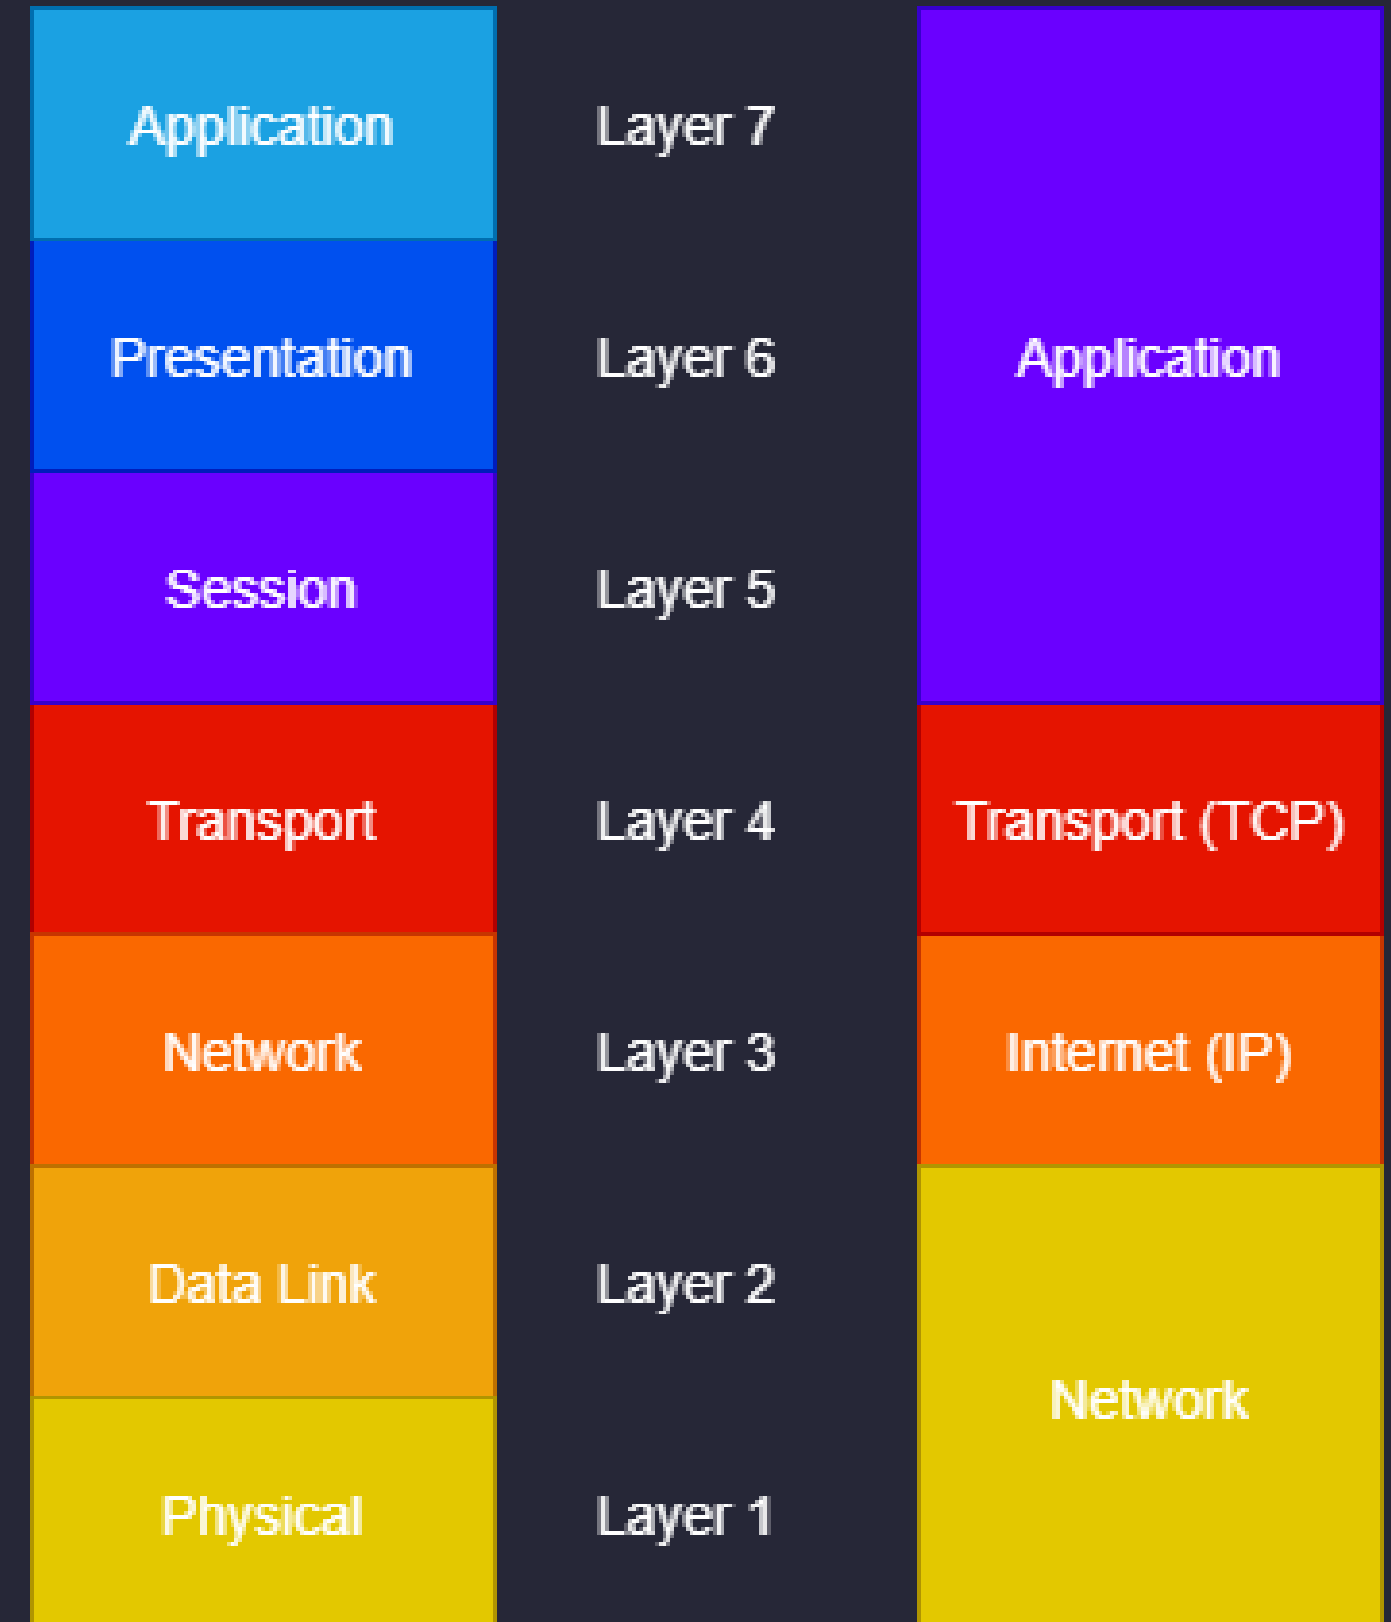 Application
Layer 7
Presentation
Layer 6
Application
Session
Layer 5
Transport
Layer 4
Transport (TCP)
Network
Layer 3
Internet (IP)
Data Link
Layer 2
Network
Physical
Layer 1